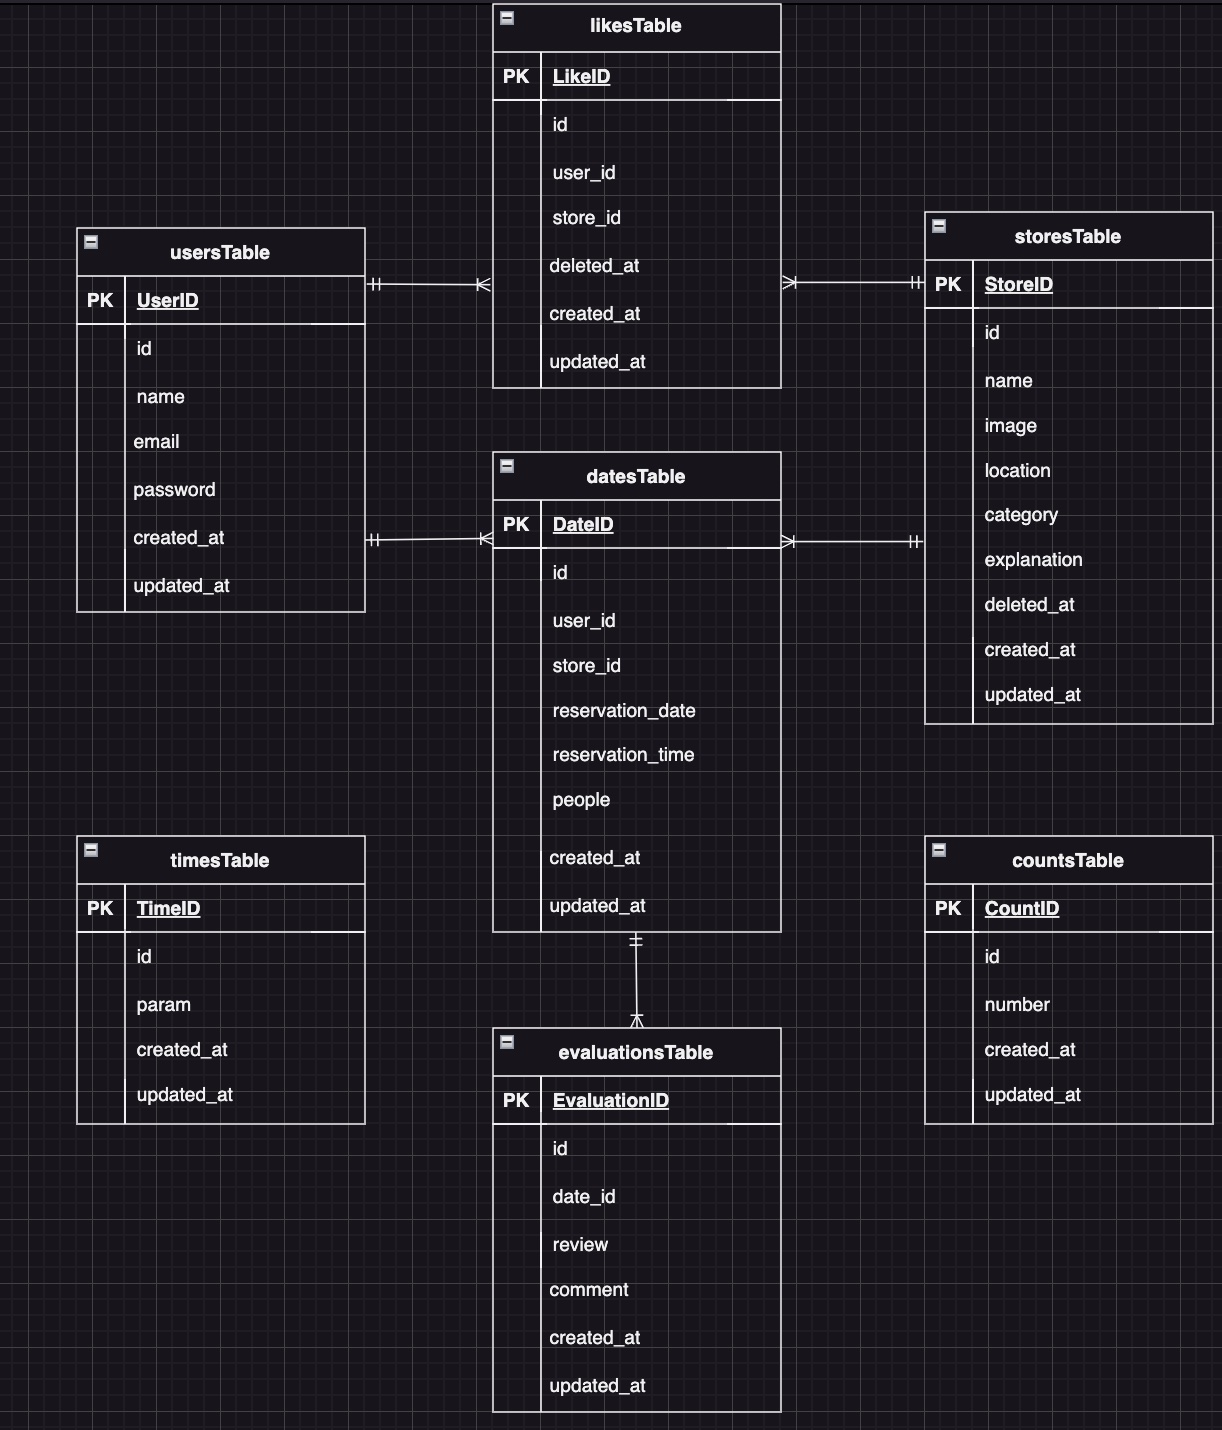 likesTable
PK LikeID
id
user_id
store_id
deleted_at
created_at
updated_at
usersTable
PK UserID
id
name
email
password
created_at
updated_at
storesTable
PK StoreID
id
name
image
location
category
explanation
deleted_at
created_at
updated_at
datesTable
PK DateID
id
user_id
store_id
reservation_date
reservation_time
people
created_at
updated_at
timesTable
PK TimeID
id
param
created_at
updated_at
countsTable
PK CountID
id
number
created_at
updated_at
evaluationsTable
PK EvaluationID
id
date_id
review
comment
created_at
updated_at